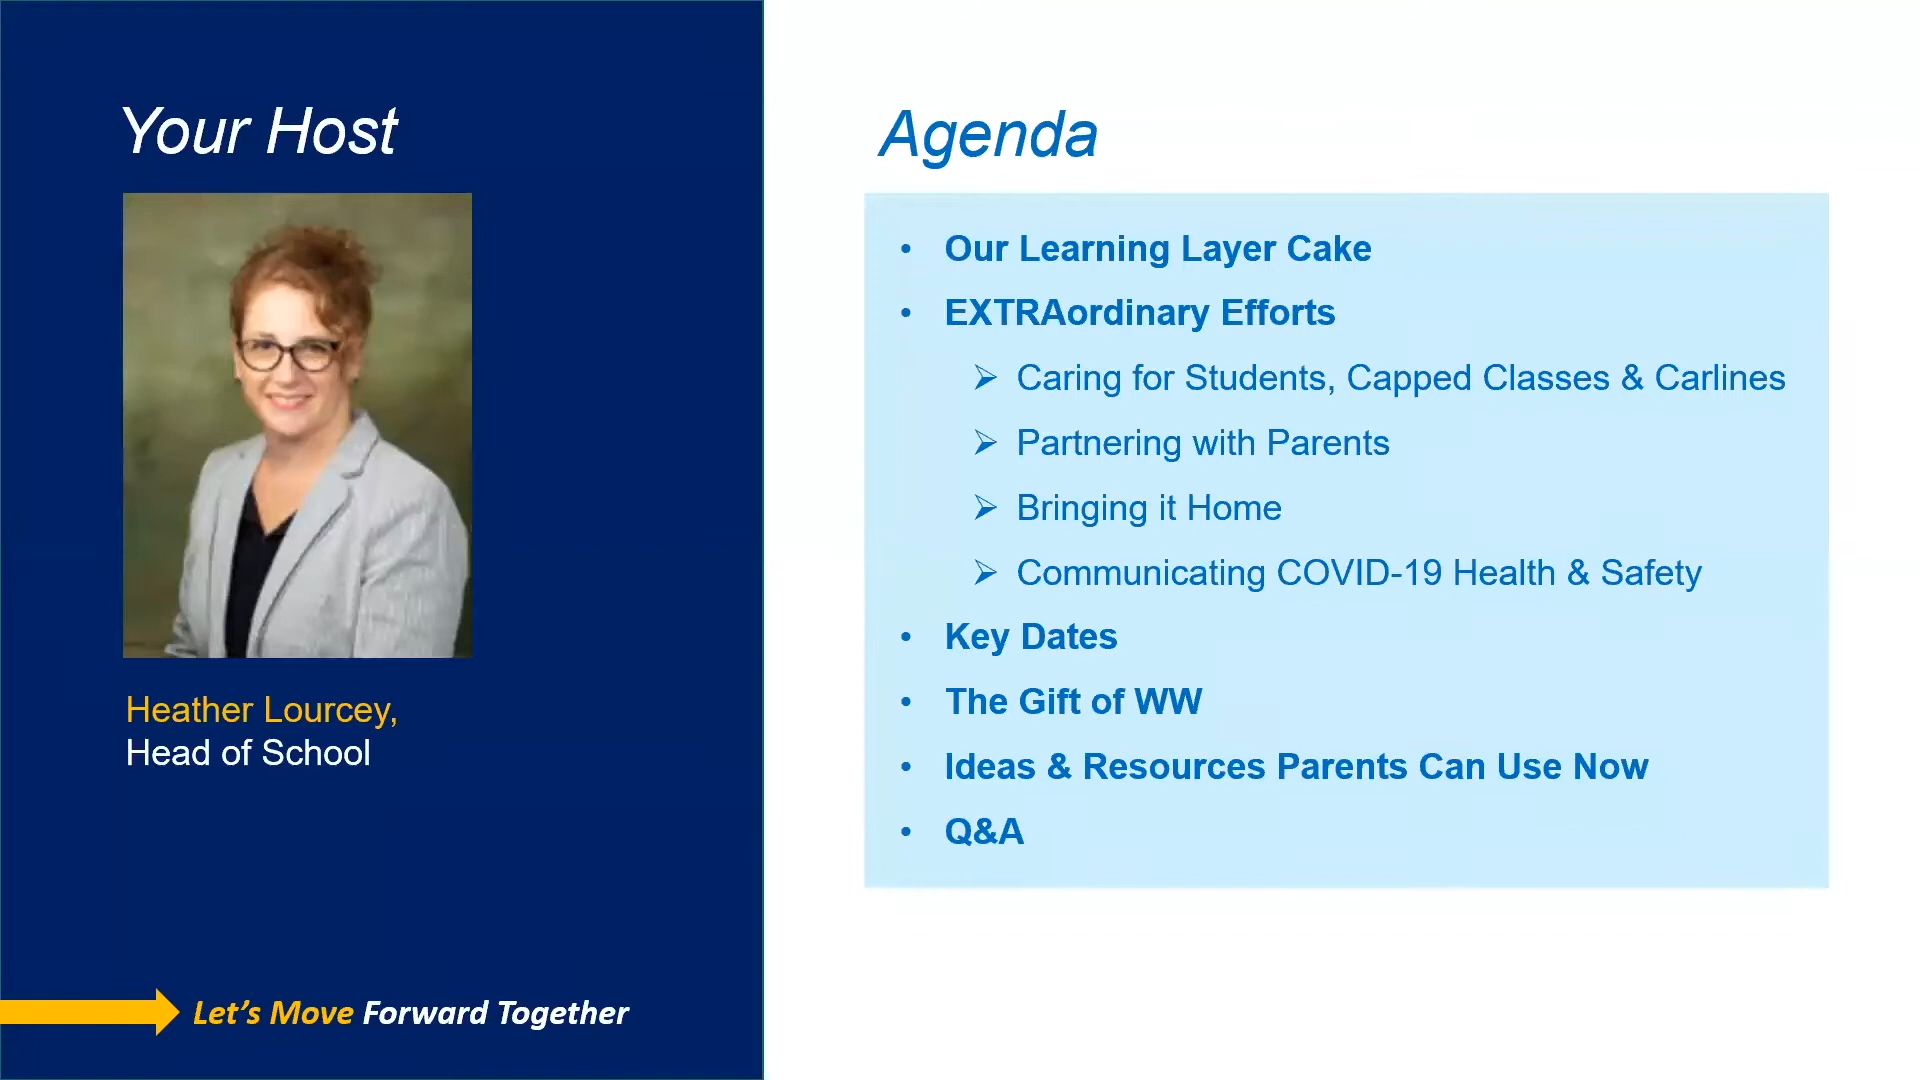 Your Host
Heather Lourcey,
Head of School
Let's Move Forward Together
Agenda
• Our Learning Layer Cake
• EXTRAordinary Efforts
➢ Caring for Students, Capped Classes & Carlines
➢ Partnering with Parents
➢ Bringing it Home
➢ Communicating COVID-19 Health & Safety
• Key Dates
• The Gift of WW
• Ideas & Resources Parents Can Use Now
• Q&A